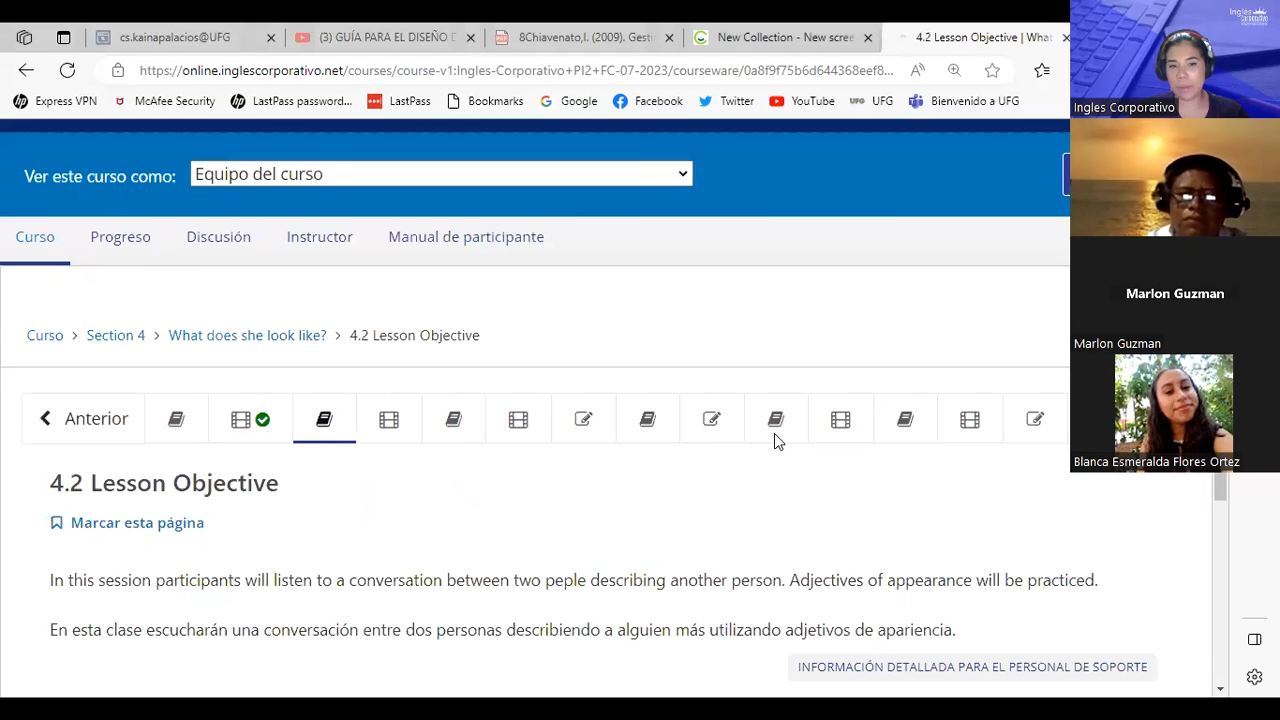 cs.kainapalacios@UFG
(3) GUÍA PARA EL DISEÑO E
8Chiavenato,I. (2009). Gesti
New Collection - New scree
4.2 Lesson Objective | What
https://online.inglescorporativo.net/courses/course-v1:Ingles-Corporativo+PI2+FC-07-2023/courseware/0a8f9f75b6d644368eef8...
Express VPN
McAfee Security
LastPass password...
LastPass
Bookmarks
Google
Facebook
Twitter
YouTube
UFG UFG
Bienvenido a UFG
Ver este curso como: Equipo del curso
Curso Progreso Discusión Instructor Manual de participante
Curso > Section 4 > What does she look like? > 4.2 Lesson Objective
Anterior
4.2 Lesson Objective
Marcar esta página
In this session participants will listen to a conversation between two peple describing another person. Adjectives of appearance will be practiced.
En esta clase escucharán una conversación entre dos personas describiendo a alguien más utilizando adjetivos de apariencia.
INFORMACIÓN DETALLADA PARA EL PERSONAL DE SOPORTE
Ingles
corporativo
Ingles Corporativo
Marlon Guzman
Marlon Guzman
Blanca Esmeralda Flores Ortez